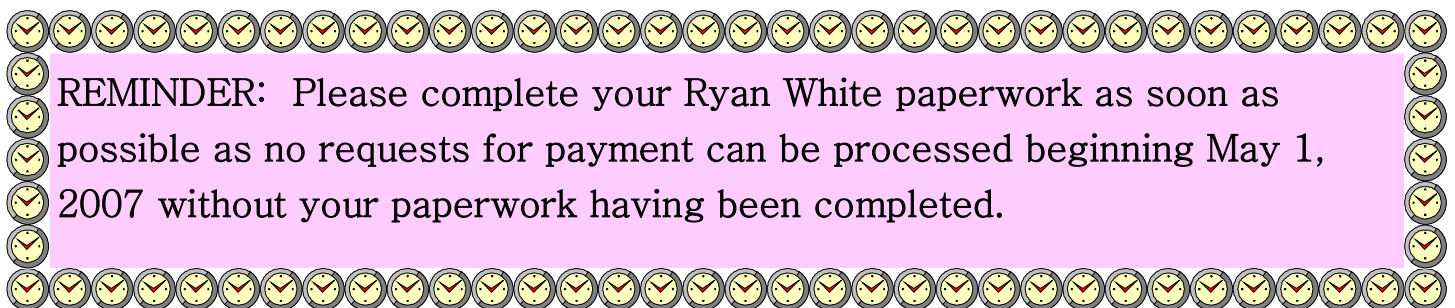 REMINDER:  Please complete your Ryan White paperwork as soon as
possible as no requests for payment can be processed beginning May 1,
2007 without your paperwork having been completed.